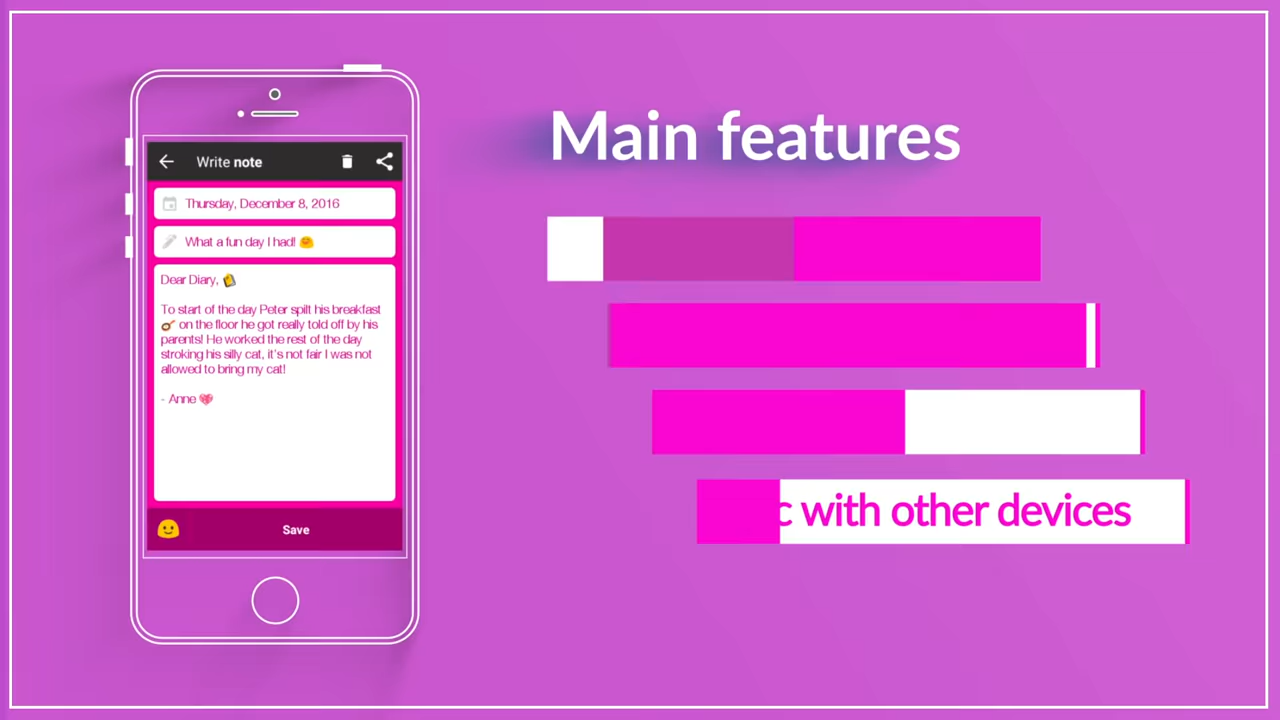 Main features
Write note
Thursday, December 8, 2016
What a fun day I had! 🤗
Dear Diary, 📔
To start of the day Peter spilt his breakfast
🍳 on the floor he got really told off by his
parents! He worked the rest of the day
stroking his silly cat, it's not fair I was not
allowed to bring my cat!
- Anne 💖
Save
c with other devices